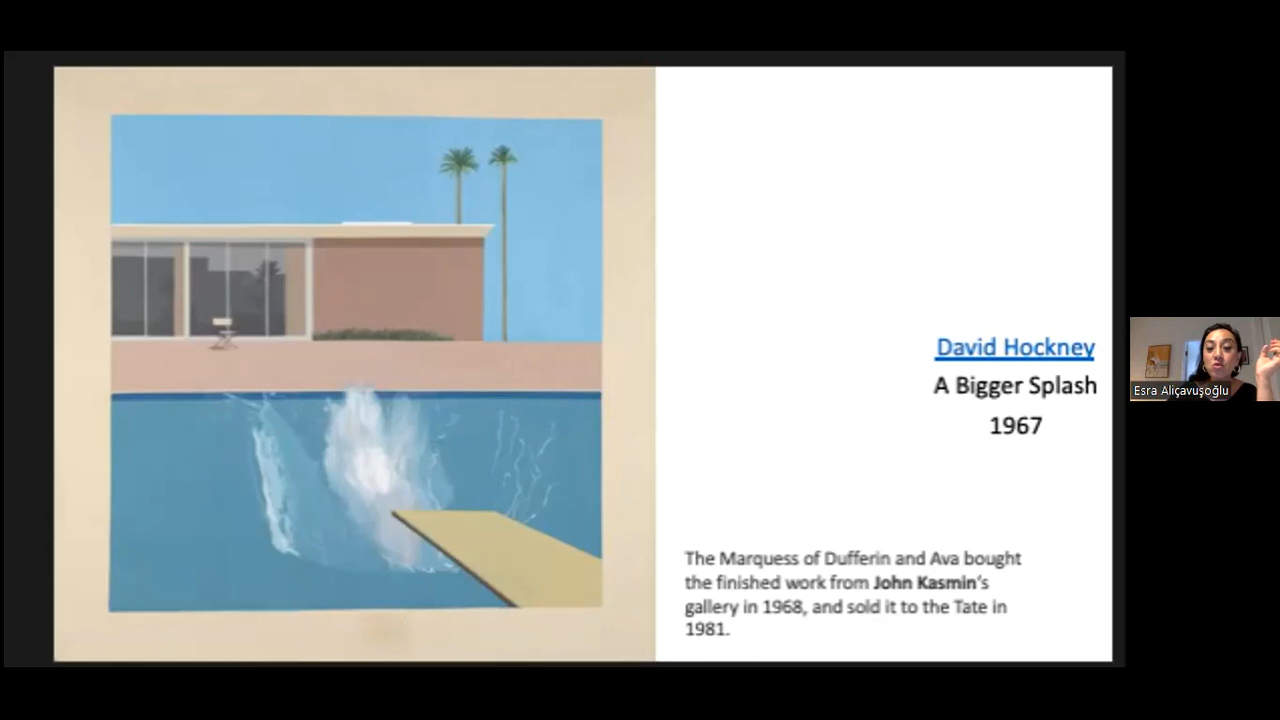 David Hockney
A Bigger Splash
1967
The Marquess of Dufferin and Ava bought
the finished work from John Kasmin's
gallery in 1968, and sold it to the Tate in
1981.
Esra Aliçavuşoğlu